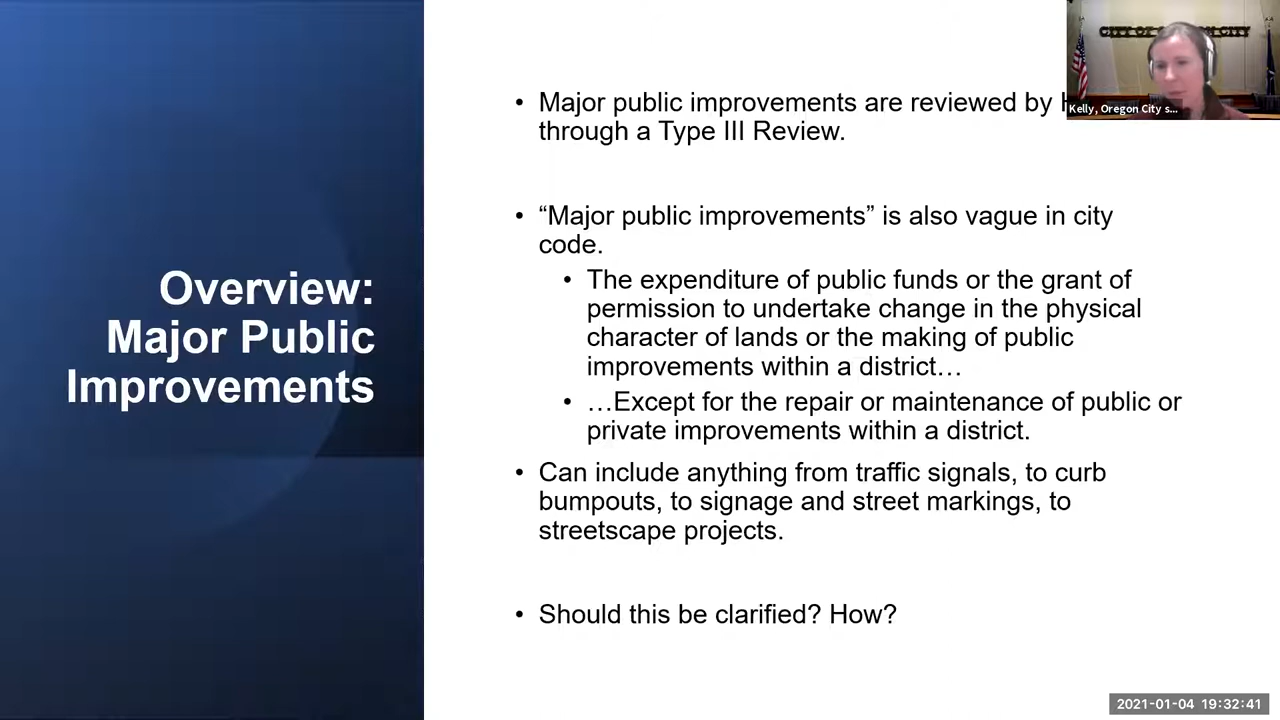 Overview:
Major Public
Improvements
• Major public improvements are reviewed by
through a Type III Review.
• “Major public improvements” is also vague in city
code.
• The expenditure of public funds or the grant of
permission to undertake change in the physical
character of lands or the making of public
improvements within a district…
• …Except for the repair or maintenance of public or
private improvements within a district.
• Can include anything from traffic signals, to curb
bumpouts, to signage and street markings, to
streetscape projects.
• Should this be clarified? How?
Kelly, Oregon City s...
2021-01-04 19:32:41